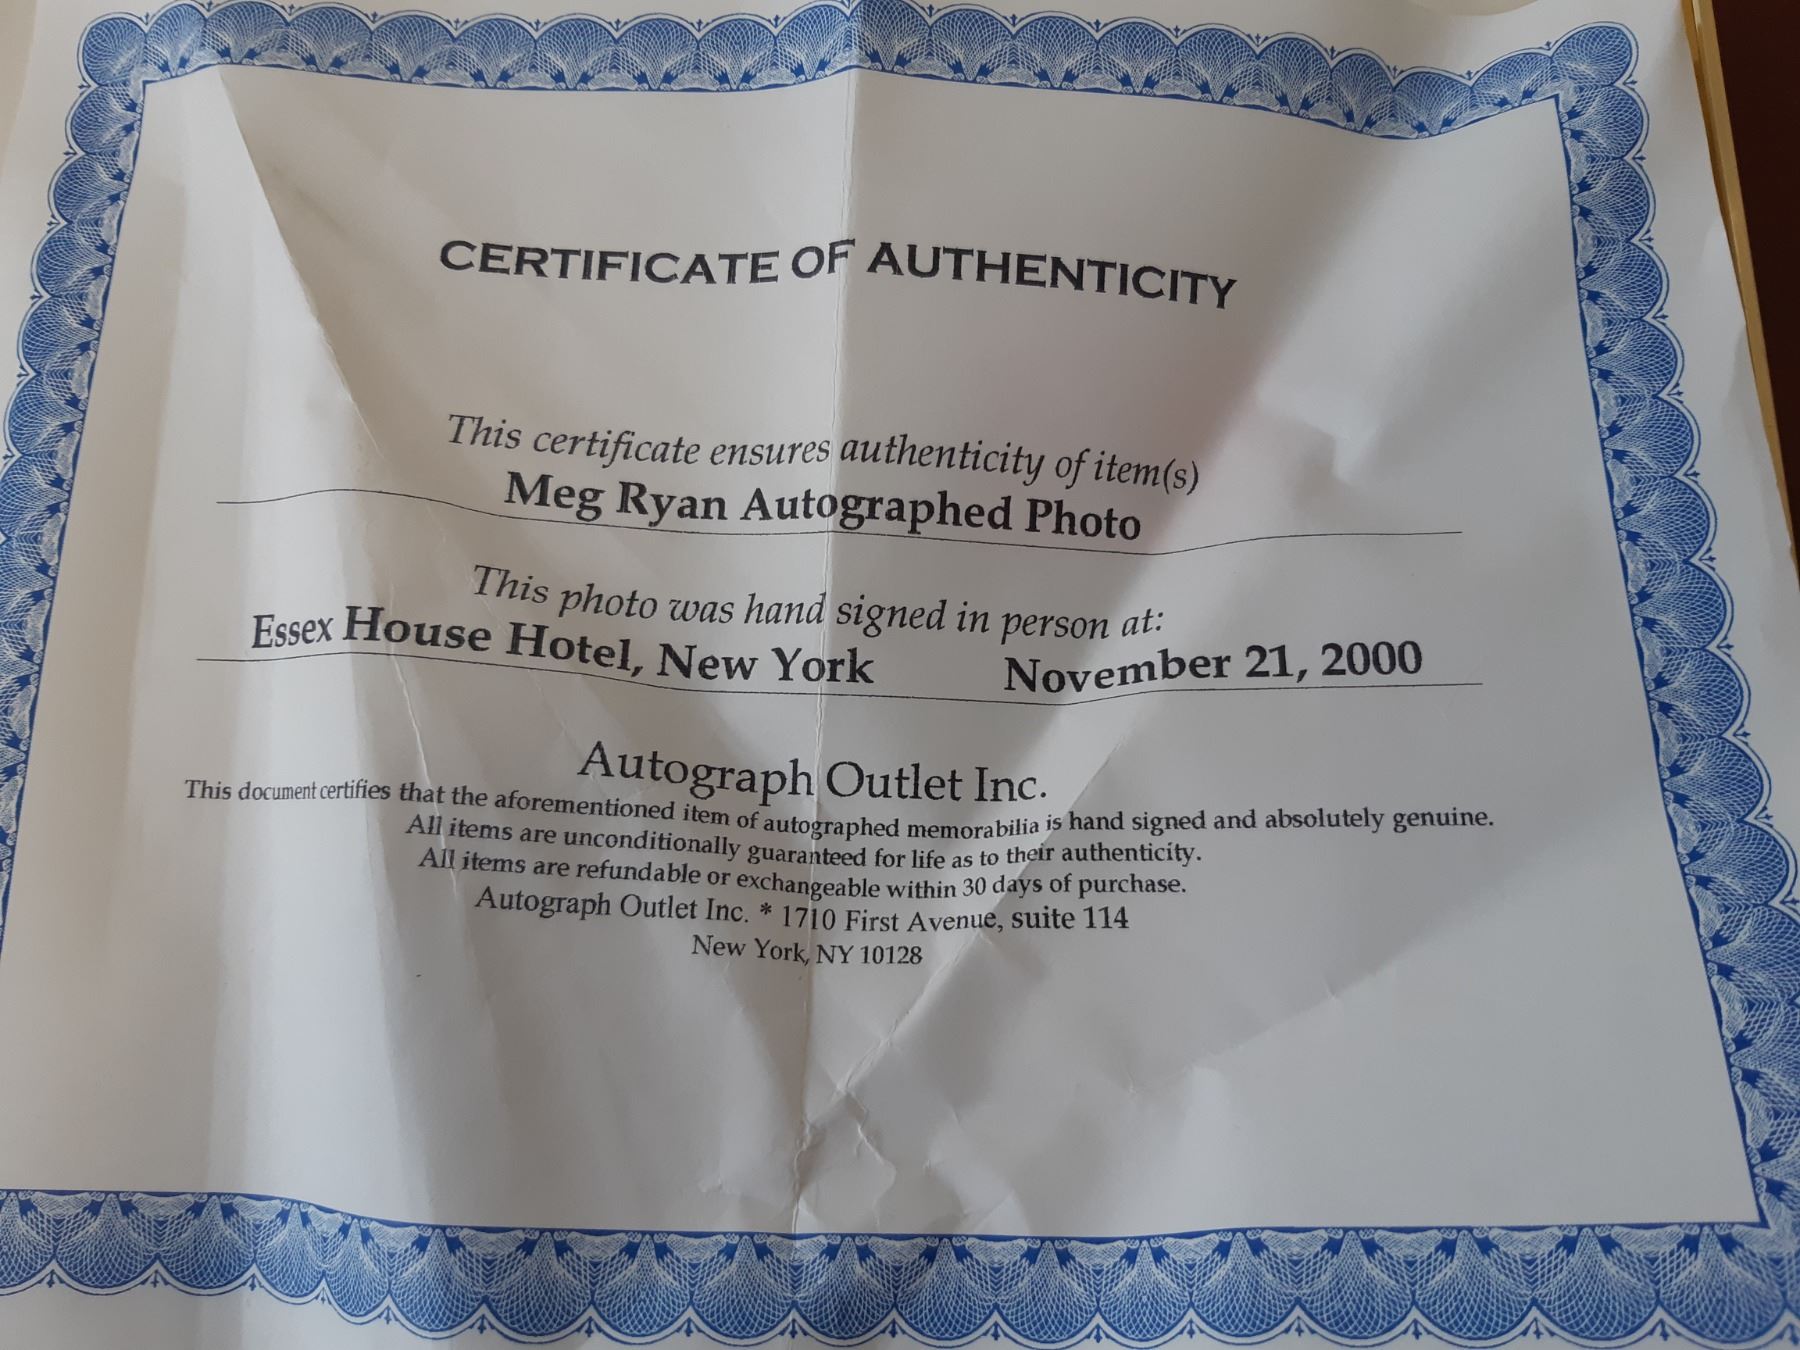 CERTIFICATE OF AUTHENTICITY
This certificate ensures authenticity of item(s)
Meg Ryan Autographed Photo
This photo was hand signed in person at:
Essex House Hotel, New York November 21, 2000
Autograph Outlet Inc.
This document certifies that the aforementioned item of autographed memorabilia is hand signed and absolutely genuine.
All items are unconditionally guaranteed for life as to their authenticity.
All items are refundable or exchangeable within 30 days of purchase.
Autograph Outlet Inc. * 1710 First Avenue, suite 114
New York, NY 10128